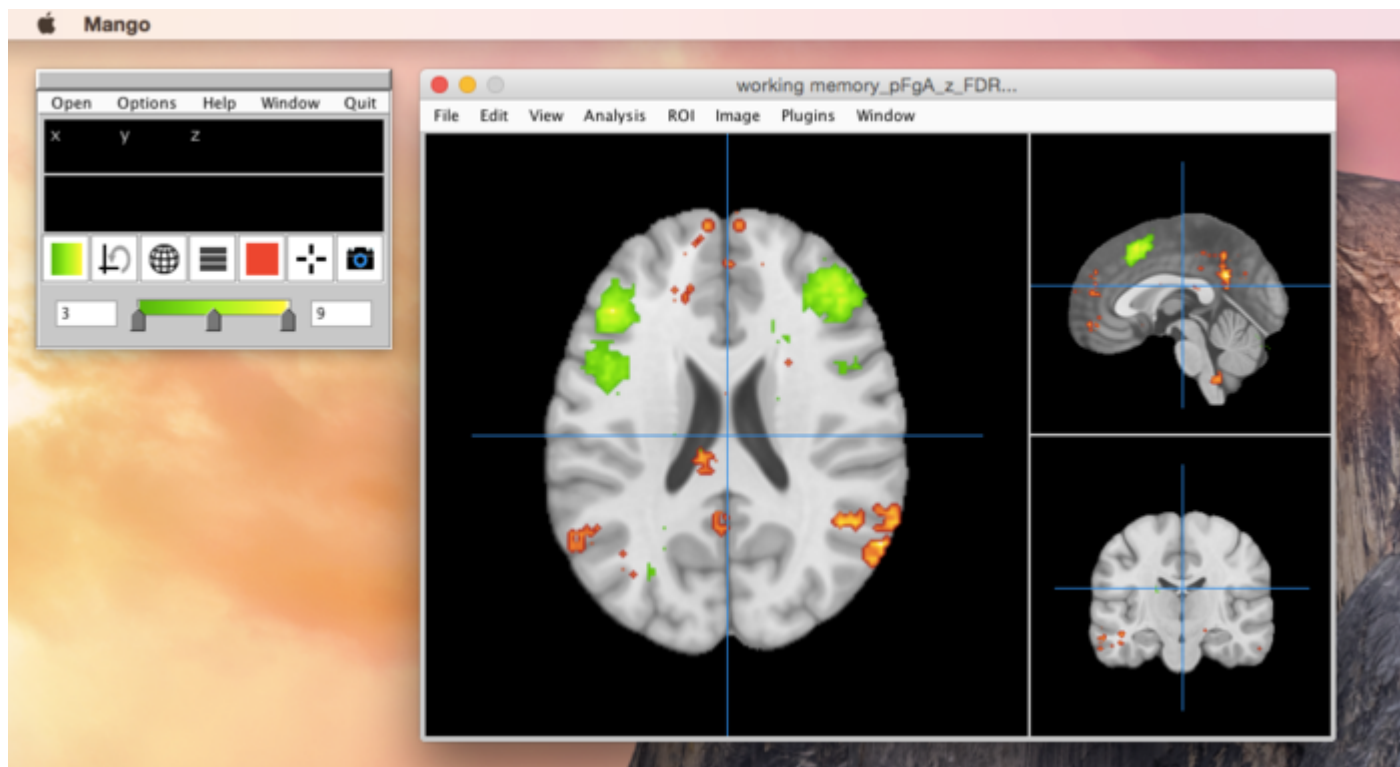 Mango
Open Options Help Window Quit
x y z
3 9
working memory_pFgA_z_FDR...
File Edit View Analysis ROI Image Plugins Window